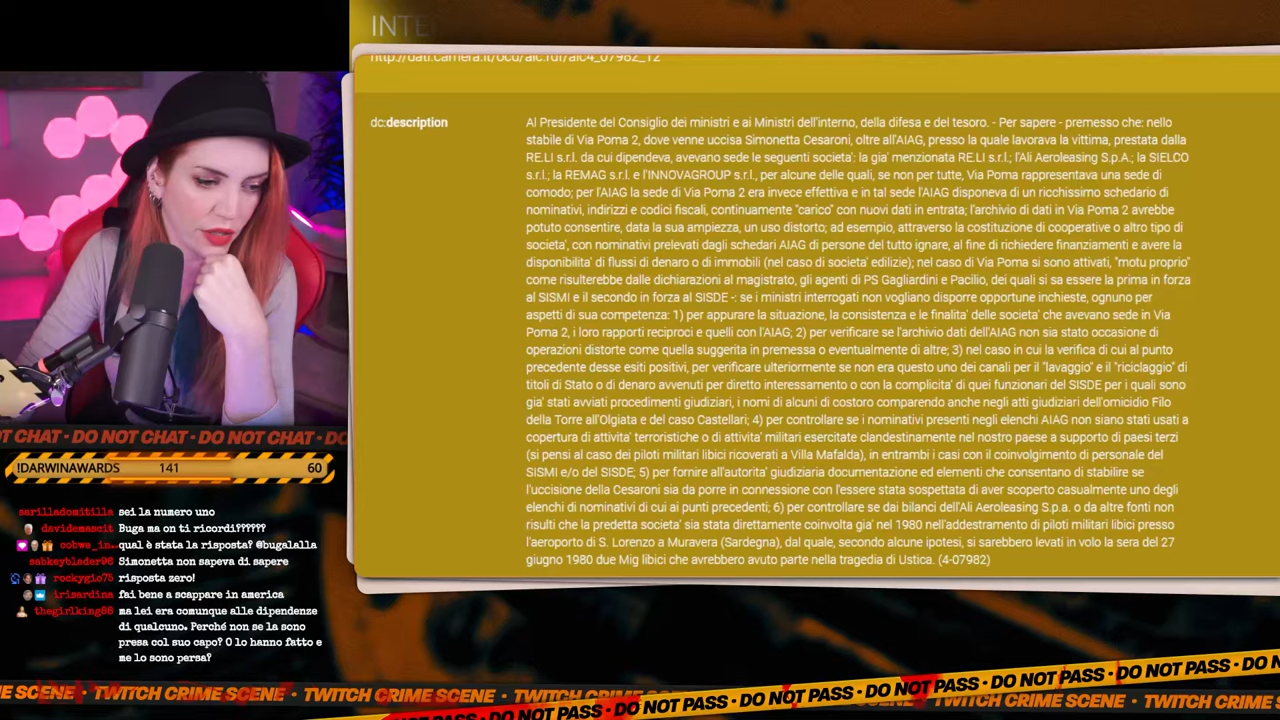 INTE
http://dati.camera.it/ocd/aic.rdf/aic4_07982_12
dc:description
Al Presidente del Consiglio dei ministri e ai Ministri dell'interno, della difesa e del tesoro. - Per sapere - premesso che: nello
stabile di Via Poma 2, dove venne uccisa Simonetta Cesaroni, oltre all'AIAG, presso la quale lavorava la vittima, prestata dalla
RE.LI s.r.l. da cui dipendeva, avevano sede le seguenti societa': la gia' menzionata RE.LI s.r.l.; l'Ali Aeroleasing S.p.A.; la SIELCO
s.r.l.; la REMAG s.r.l. e l'INNOVAGROUP s.r.l., per alcune delle quali, se non per tutte, Via Poma rappresentava una sede di
comodo; per l'AIAG la sede di Via Poma 2 era invece effettiva e in tal sede l'AIAG disponeva di un ricchissimo schedario di
nominativi, indirizzi e codici fiscali, continuamente "carico" con nuovi dati in entrata; l'archivio di dati in Via Poma 2 avrebbe
potuto consentire, data la sua ampiezza, un uso distorto; ad esempio, attraverso la costituzione di cooperative o altro tipo di
societa', con nominativi prelevati dagli schedari AIAG di persone del tutto ignare, al fine di richiedere finanziamenti e avere la
disponibilita' di flussi di denaro o di immobili (nel caso di societa' edilizie); nel caso di Via Poma si sono attivati, "motu proprio"
come risulterebbe dalle dichiarazioni al magistrato, gli agenti di PS Gagliardini e Pacilio, dei quali si sa essere la prima in forza
al SISMI e il secondo in forza al SISDE -: se i ministri interrogati non vogliano disporre opportune inchieste, ognuno per
aspetti di sua competenza: 1) per appurare la situazione, la consistenza e le finalita' delle societa' che avevano sede in Via
Poma 2, i loro rapporti reciproci e quelli con l'AIAG; 2) per verificare se l'archivio dati dell'AIAG non sia stato occasione di
operazioni distorte come quella suggerita in premessa o eventualmente di altre; 3) nel caso in cui la verifica di cui al punto
precedente desse esiti positivi, per verificare ulteriormente se non era questo uno dei canali per il "lavaggio" e il "riciclaggio" di
titoli di Stato o di denaro avvenuti per diretto interessamento o con la complicita' di quei funzionari del SISDE per i quali sono
gia' stati avviati procedimenti giudiziari, i nomi di alcuni di costoro comparendo anche negli atti giudiziari dell'omicidio Filo
della Torre all'Olgiata e del caso Castellari; 4) per controllare se i nominativi presenti negli elenchi AIAG non siano stati usati a
copertura di attivita' terroristiche o di attivita' militari esercitate clandestinamente nel nostro paese a supporto di paesi terzi
(si pensi al caso dei piloti militari libici ricoverati a Villa Mafalda), in entrambi i casi con il coinvolgimento di personale del
SISMI e/o del SISDE; 5) per fornire all'autorita' giudiziaria documentazione ed elementi che consentano di stabilire se
l'uccisione della Cesaroni sia da porre in connessione con l'essere stata sospettata di aver scoperto casualmente uno degli
elenchi di nominativi di cui ai punti precedenti; 6) per controllare se dai bilanci dell'Ali Aeroleasing S.p.a. o da altre fonti non
risulti che la predetta societa' sia stata direttamente coinvolta gia' nel 1980 nell'addestramento di piloti militari libici presso
l'aeroporto di S. Lorenzo a Muravera (Sardegna), dal quale, secondo alcune ipotesi, si sarebbero levati in volo la sera del 27
giugno 1980 due Mig libici che avrebbero avuto parte nella tragedia di Ustica. (4-07982)
OT CHAT · DO NOT CHAT · DO NOT CHAT · DO
!DARWINAWARDS 141 60
sarilladomitilla sei la numero uno
davidemascit Buga ma on ti ricordi??????
cobwe_in.. qual è stata la risposta? @bugalalla
sabkeyblader96 Simonetta non sapeva di sapere
rockygio75 risposta zero!
irisardina fai bene a scappare in america
thegirlking88 ma lei era comunque alle dipendenze
di qualcuno. Perché non se la sono
presa col suo capo? O lo hanno fatto e
me lo sono persa?
E SCENE · TWITCH CRIME SCENE · TWITCH CRIME SCENE · TWITCH CRIME SCENE · TWITCH CRIME SCENE
NOT PASS · DO NOT PASS · DO NOT PASS · DO NOT PASS · DO NOT PASS · DO NOT PASS · DO N